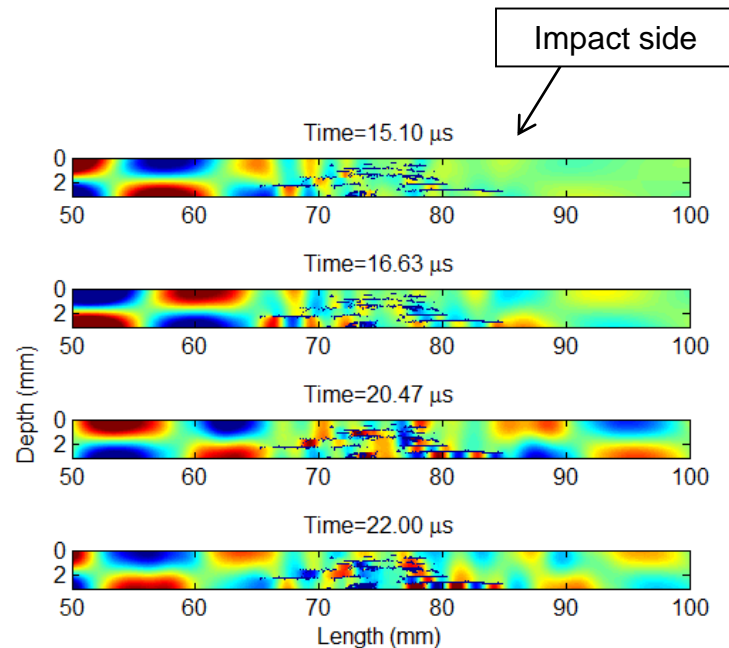 Impact side
Time=15.10 μs
0
2
50 60 70 80 90 100
Time=16.63 μs
0
2
50 60 70 80 90 100
Depth (mm)
Time=20.47 μs
0
2
50 60 70 80 90 100
Time=22.00 μs
0
2
50 60 70 80 90 100
Length (mm)